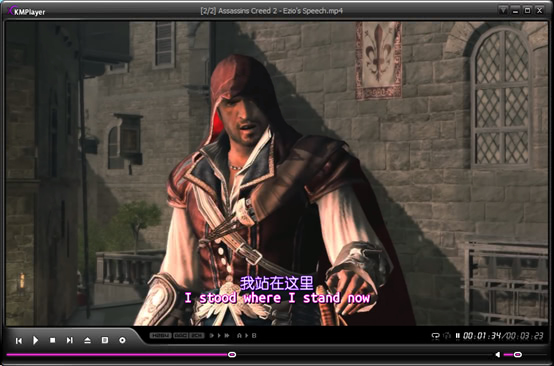 KMPlayer
[2/2] Assassins Creed 2 - Ezio's Speech.mp4
我站在这里
I stood where I stand now
00:01:34/00:03:23